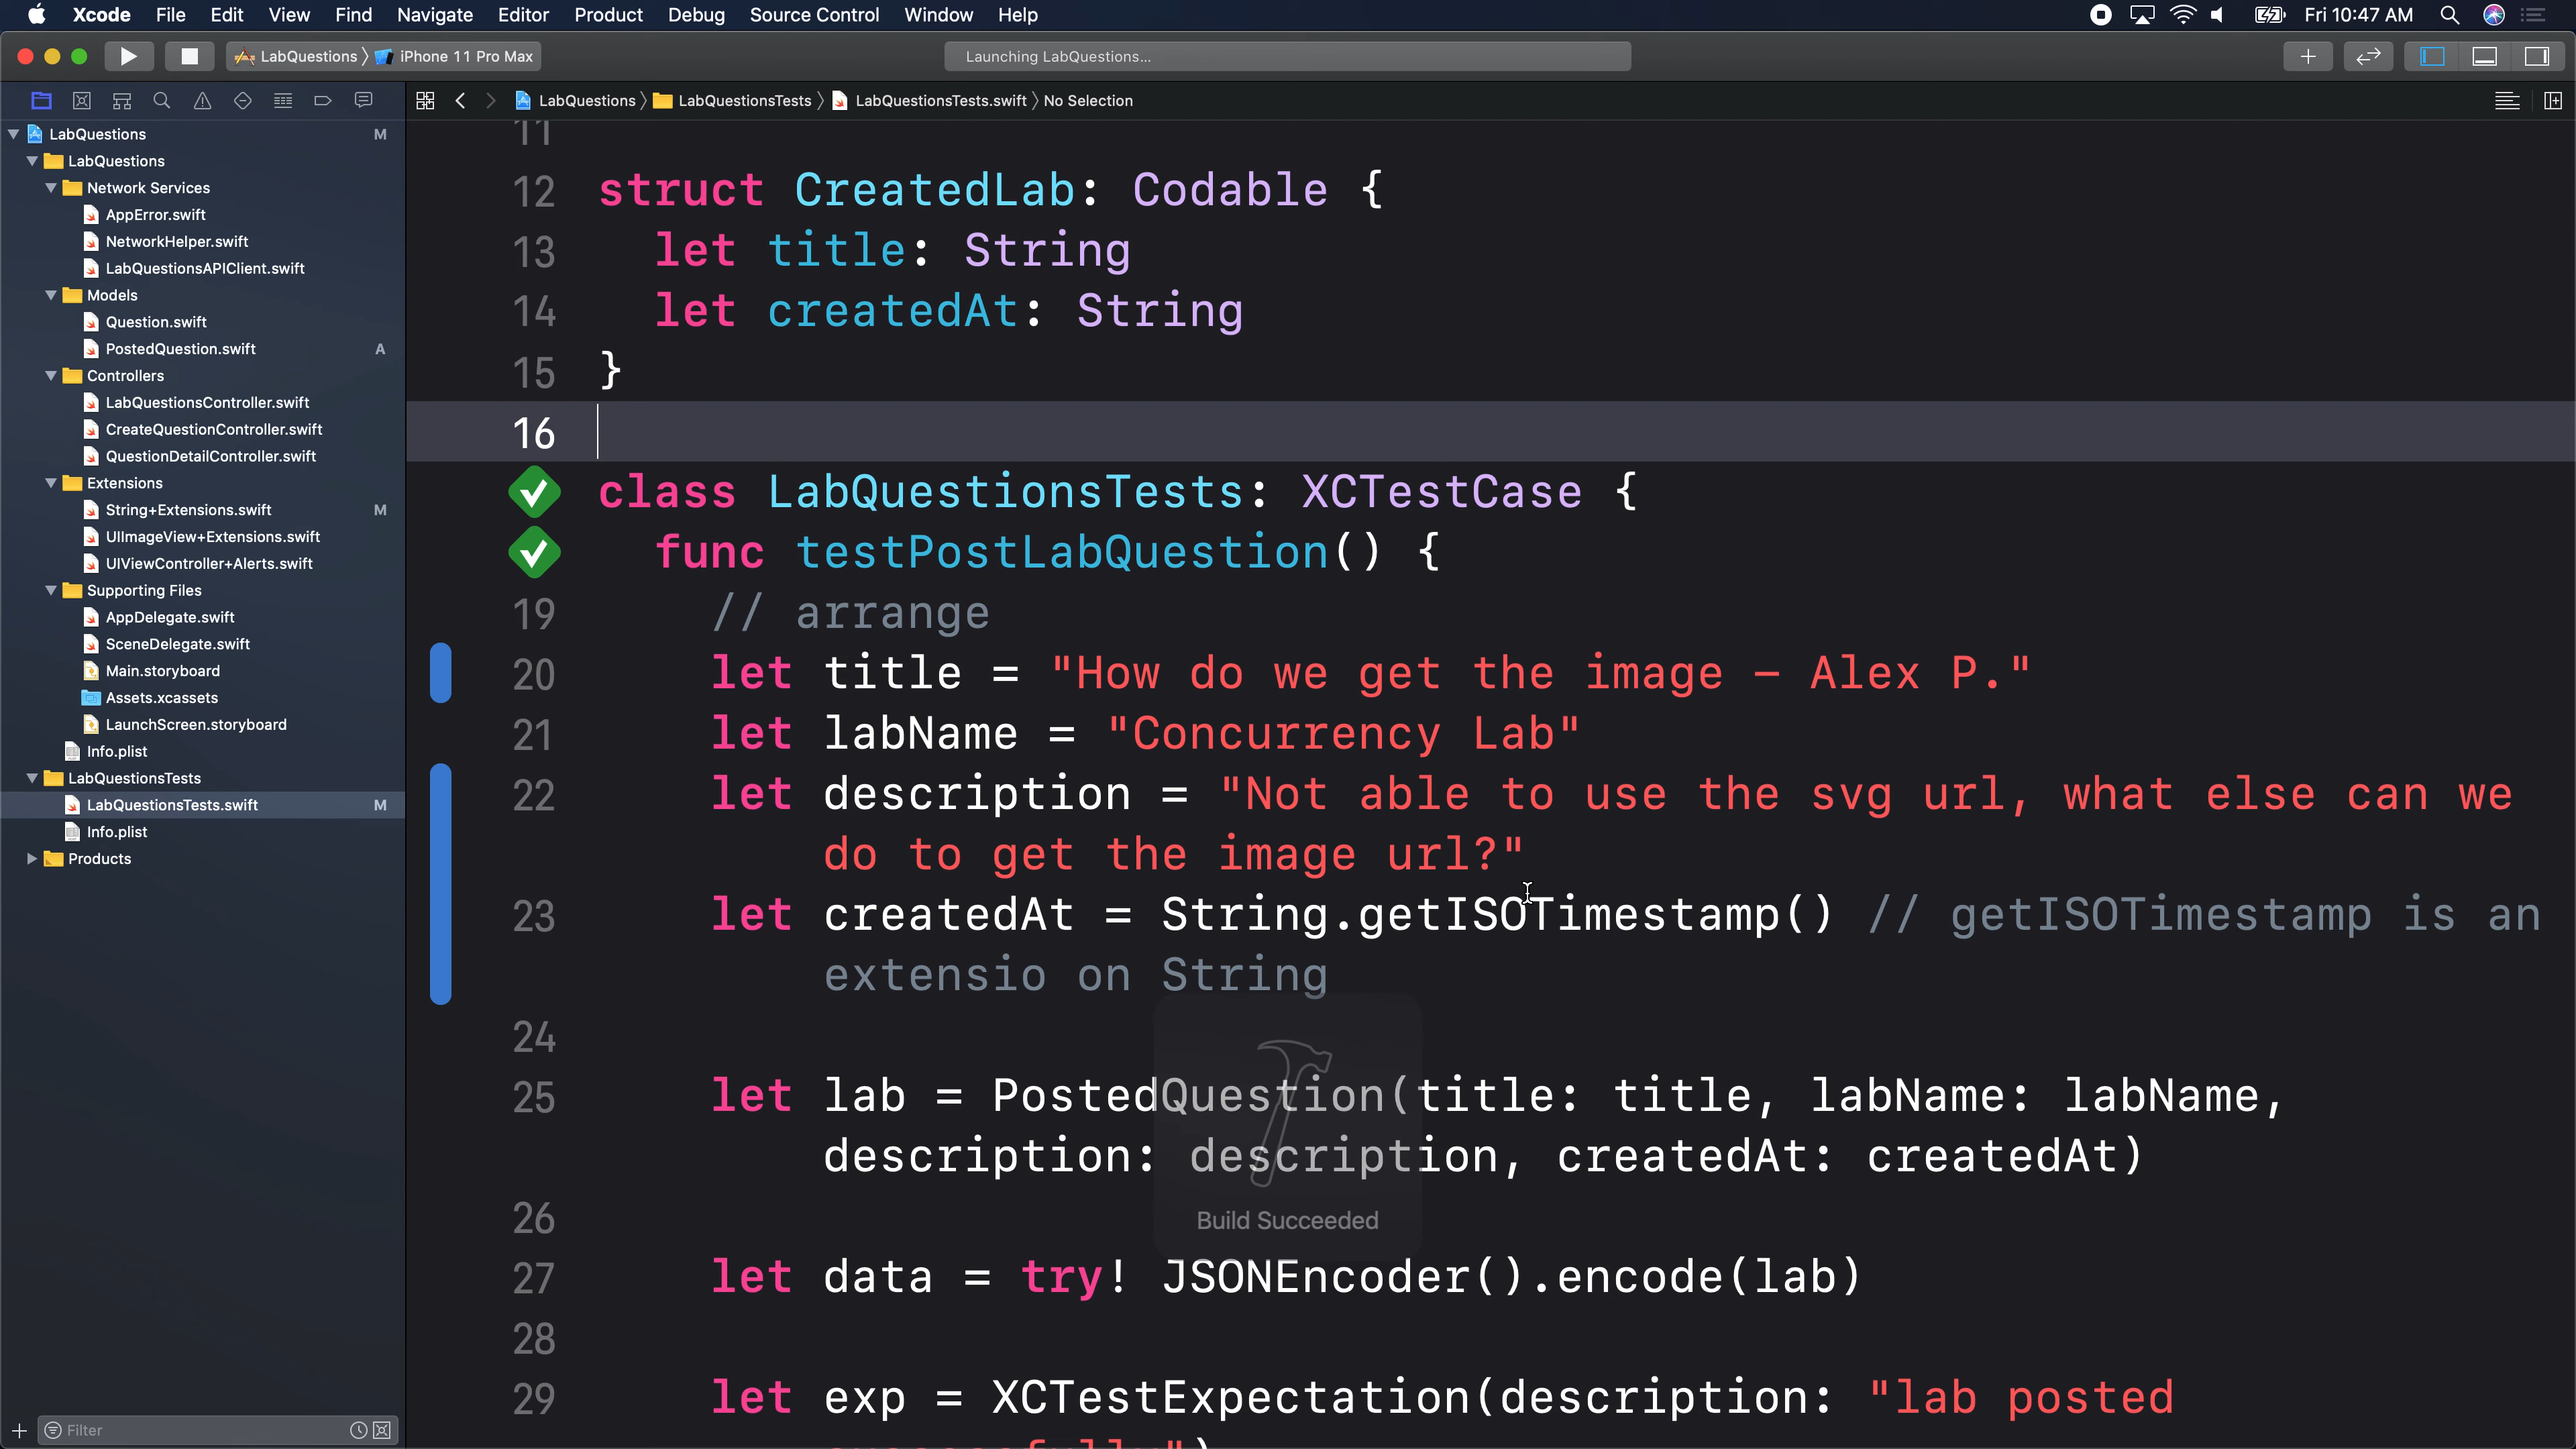 Xcode File Edit View Find Navigate Editor Product Debug Source Control Window Help Fri 10:47 AM
LabQuestions iPhone 11 Pro Max Launching LabQuestions...
LabQuestions LabQuestionsTests LabQuestionsTests.swift No Selection
LabQuestions M
LabQuestions
Network Services
AppError.swift
NetworkHelper.swift
LabQuestionsAPIClient.swift
Models
Question.swift
PostedQuestion.swift A
Controllers
LabQuestionsController.swift
CreateQuestionController.swift
QuestionDetailController.swift
Extensions
String+Extensions.swift M
UIImageView+Extensions.swift
UIViewController+Alerts.swift
Supporting Files
AppDelegate.swift
SceneDelegate.swift
Main.storyboard
Assets.xcassets
LaunchScreen.storyboard
Info.plist
LabQuestionsTests
LabQuestionsTests.swift M
Info.plist
Products
Filter
11
12 struct CreatedLab: Codable {
13 let title: String
14 let createdAt: String
15 }
16
class LabQuestionsTests: XCTestCase {
func testPostLabQuestion() {
19 // arrange
20 let title = "How do we get the image – Alex P."
21 let labName = "Concurrency Lab"
22 let description = "Not able to use the svg url, what else can we
do to get the image url?"
23 let createdAt = String.getISOTimestamp() // getISOTimestamp is an
extensio on String
24
25 let lab = PostedQuestion(title: title, labName: labName,
description: description, createdAt: createdAt)
26
Build Succeeded
27 let data = try! JSONEncoder().encode(lab)
28
29 let exp = XCTestExpectation(description: "lab posted
successfully")